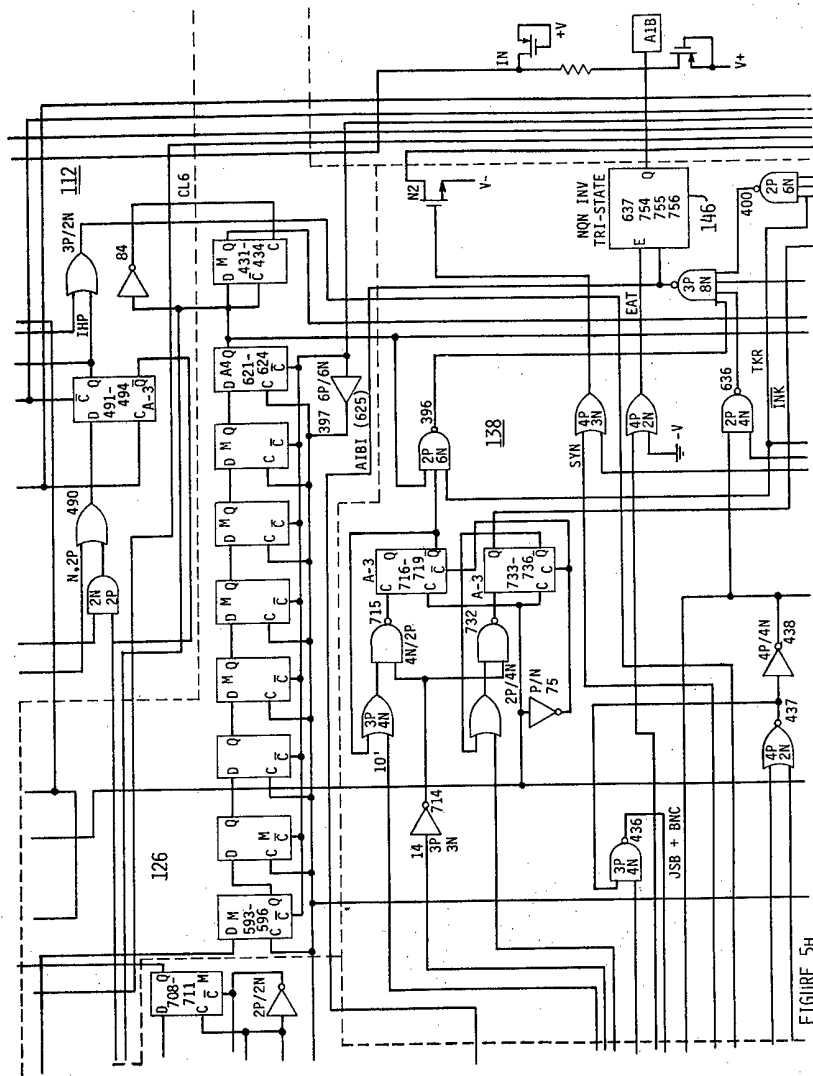 112
IN
+V
A1B
V+
3P/2N
84
CL6
IHP
D M Q
431-
434
C̅ C
N2
V-
NON INV
TRI-STATE
637
754
755
756
E
Q
146
2P
6N
400
C̅
D Q
491-
494
C Q̅
A-3
D A4 Q
621-
624
C C̅
397 6P/6N
AIBI (625)
3P
8N
EAT
TKR
I̅N̅K̅
490
N,2P
2N
2P
D M Q
C C̅
D M Q
C C̅
D M Q
C C̅
D M Q
C C̅
D Q
C C̅
D Q
C M C̅
D M
593-
596
C C̅ Q
396
2P
6N
138
SYN
4P
3N
4P
2N
-V
2P
4N
636
A-3
Q
716-
719
C Q̅
C̅
A-3
Q
733-
736
C Q̅
C̅
715
4N/2P
732
2P/4N
P/N
75
3P
4N
10'
14
714
3P
3N
126
D Q
708-
711
C C̅ M
2P/2N
3P
4N
436
JSB + BNC
4P/4N
438
4P
2N
437
FIGURE 5H